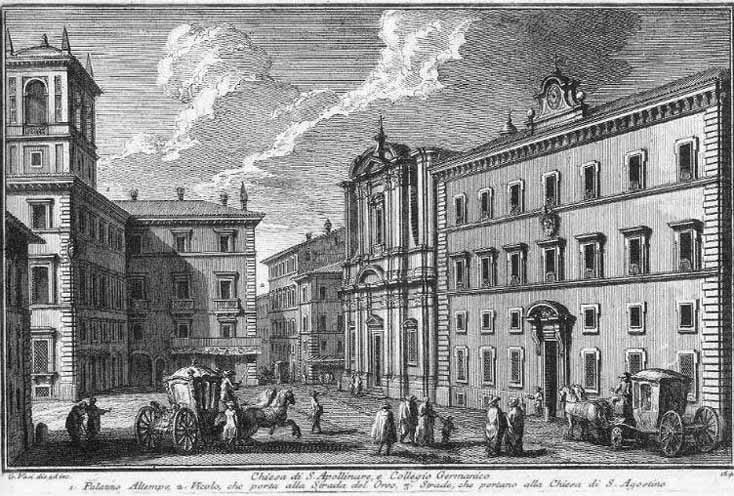 G. Vasi dis. ed inc. Chiesa di S. Apollinare, e Collegio Germanico
1. Palazzo Altemps, 2. Vicolo, che porta alla Strada del Orso, 3. Strade, che portano alla Chiesa di S. Agostino